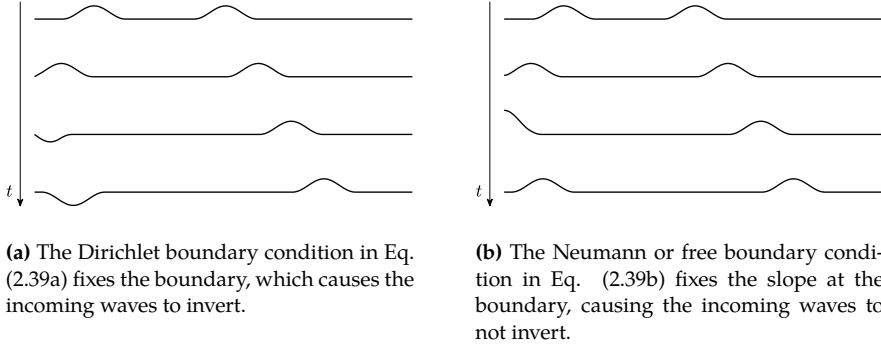 t
t
(a) The Dirichlet boundary condition in Eq.
(2.39a) fixes the boundary, which causes the
incoming waves to invert.
(b) The Neumann or free boundary condi-
tion in Eq. (2.39b) fixes the slope at the
boundary, causing the incoming waves to
not invert.